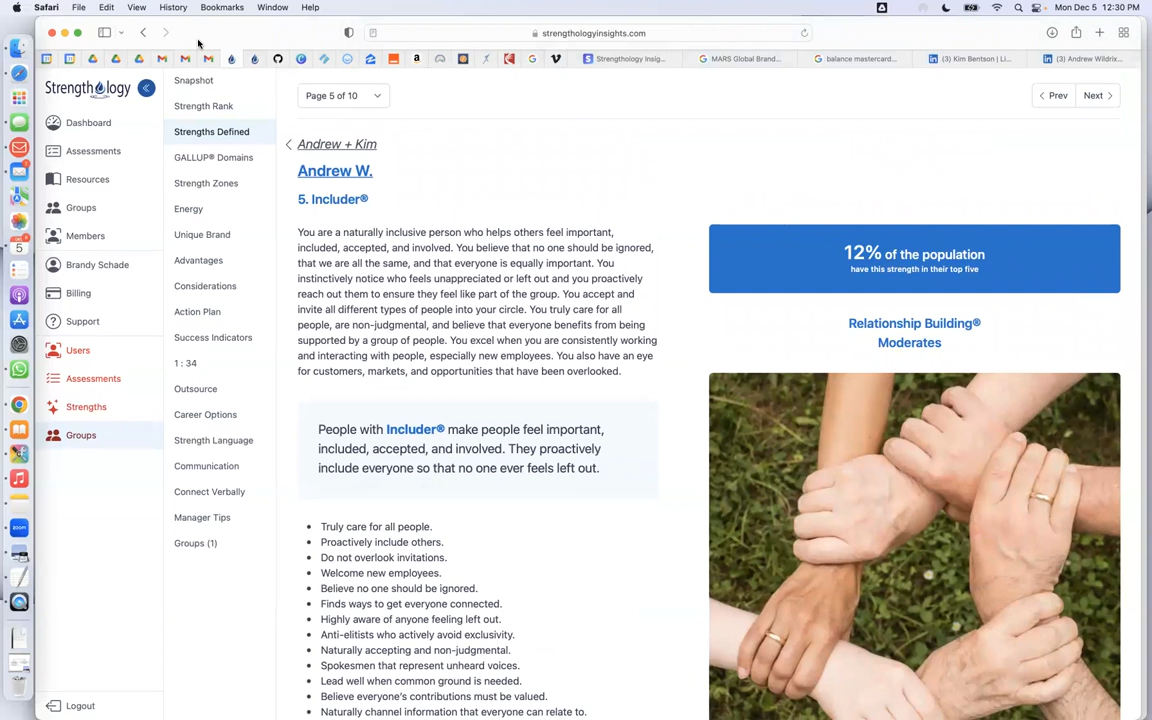 Safari File Edit View History Bookmarks Window Help
Mon Dec 5 12:30 PM
strengthologyinsights.com
Strengthology Insig...
MARS Global Brand...
balance mastercard...
(3) Kim Bentson | Li...
(3) Andrew Wildrix...
Strengthology
Dashboard
Assessments
Resources
Groups
Members
Brandy Schade
Billing
Support
Users
Assessments
Strengths
Groups
Logout
Snapshot
Strength Rank
Strengths Defined
GALLUP® Domains
Strength Zones
Energy
Unique Brand
Advantages
Considerations
Action Plan
Success Indicators
1 : 34
Outsource
Career Options
Strength Language
Communication
Connect Verbally
Manager Tips
Groups (1)
Page 5 of 10
Prev
Next
Andrew + Kim
Andrew W.
5. Includer®
You are a naturally inclusive person who helps others feel important,
included, accepted, and involved. You believe that no one should be ignored,
that we are all the same, and that everyone is equally important. You
instinctively notice who feels unappreciated or left out and you proactively
reach out them to ensure they feel like part of the group. You accept and
invite all different types of people into your circle. You truly care for all
people, are non-judgmental, and believe that everyone benefits from being
supported by a group of people. You excel when you are consistently working
and interacting with people, especially new employees. You also have an eye
for customers, markets, and opportunities that have been overlooked.
People with Includer® make people feel important,
included, accepted, and involved. They proactively
include everyone so that no one ever feels left out.
• Truly care for all people.
• Proactively include others.
• Do not overlook invitations.
• Welcome new employees.
• Believe no one should be ignored.
• Finds ways to get everyone connected.
• Highly aware of anyone feeling left out.
• Anti-elitists who actively avoid exclusivity.
• Naturally accepting and non-judgmental.
• Spokesmen that represent unheard voices.
• Lead well when common ground is needed.
• Believe everyone's contributions must be valued.
• Naturally channel information that everyone can relate to.
12% of the population
have this strength in their top five
Relationship Building®
Moderates